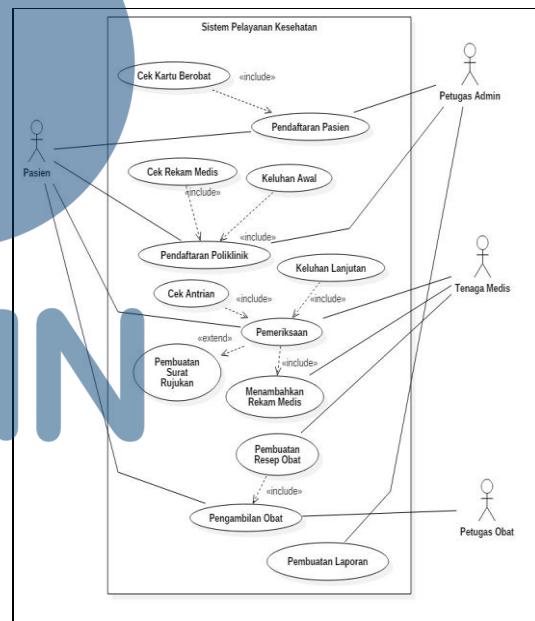 Sistem Pelayanan Kesehatan
Cek Kartu Berobat
«include»
Petugas Admin
Pendaftaran Pasien
Pasien
Cek Rekam Medis
Keluhan Awal
«include»
«include»
Pendaftaran Poliklinik
Keluhan Lanjutan
Cek Antrian
«include»
«include»
Tenaga Medis
Pemeriksaan
«extend»
«include»
Pembuatan
Surat
Rujukan
Menambahkan
Rekam Medis
Pembuatan
Resep Obat
«include»
Pengambilan Obat
Petugas Obat
Pembuatan Laporan